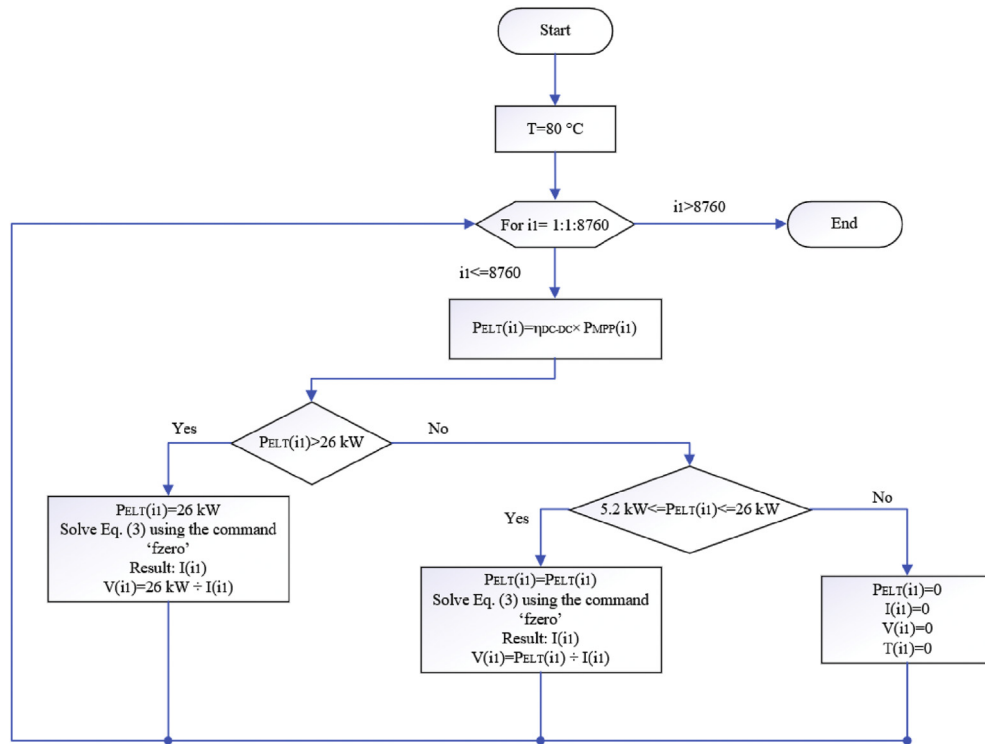 Start
T=80 °C
For i1= 1:1:8760
i1>8760
End
i1<=8760
PELT(i1)=ηDC-DC× PMPP(i1)
PELT(i1)>26 kW
Yes
No
PELT(i1)=26 kW
Solve Eq. (3) using the command
‘fzero’
Result: I(i1)
V(i1)=26 kW ÷ I(i1)
5.2 kW<=PELT(i1)<=26 kW
Yes
No
PELT(i1)=PELT(i1)
Solve Eq. (3) using the command
‘fzero’
Result: I(i1)
V(i1)=PELT(i1) ÷ I(i1)
PELT(i1)=0
I(i1)=0
V(i1)=0
T(i1)=0